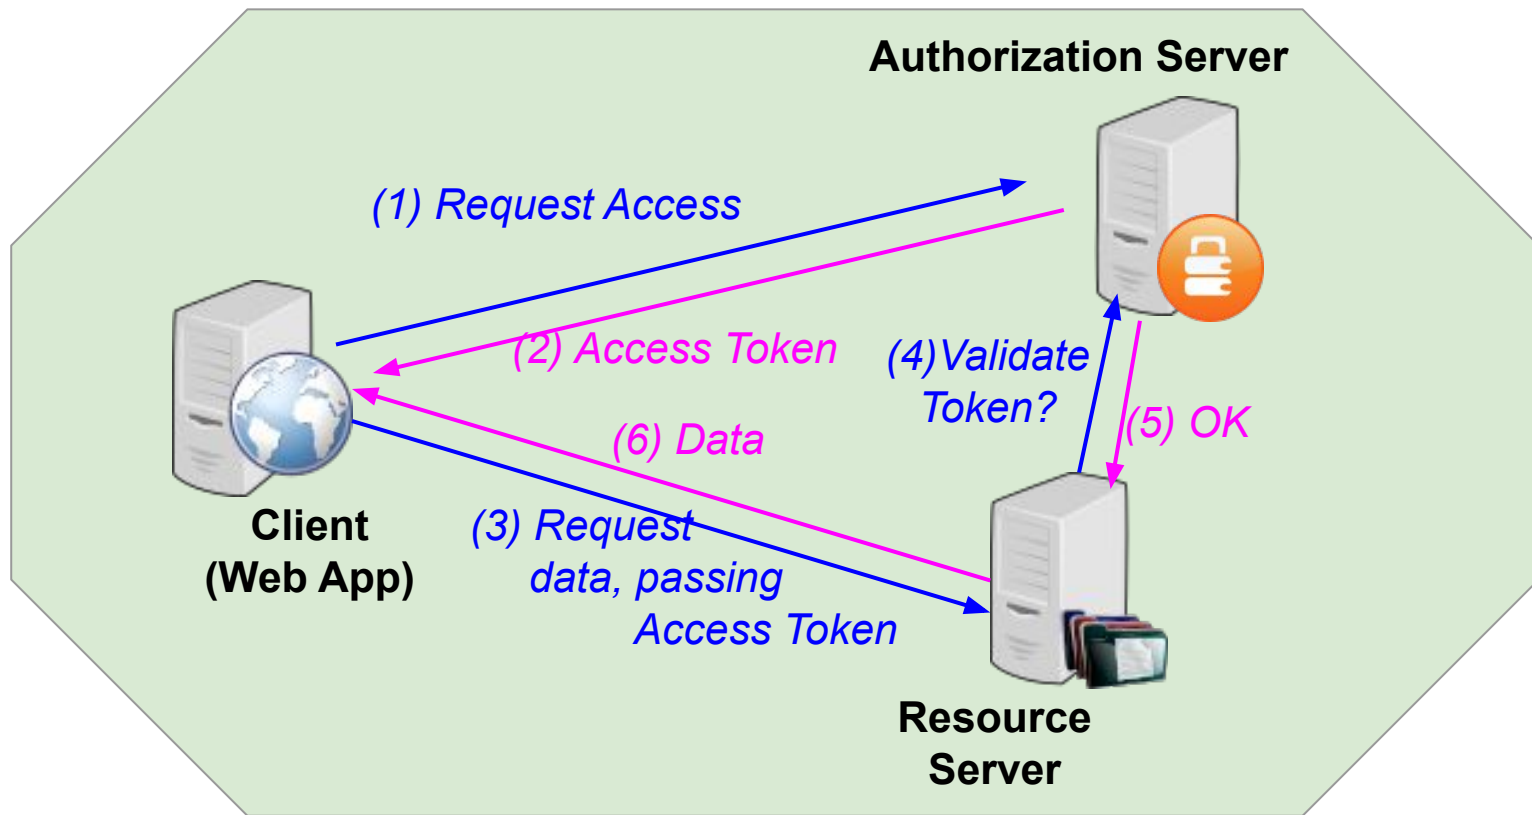 Authorization Server
(1) Request Access
(2) Access Token
(4)Validate
Token?
(5) OK
(6) Data
Client
(Web App)
(3) Request
data, passing
Access Token
Resource
Server